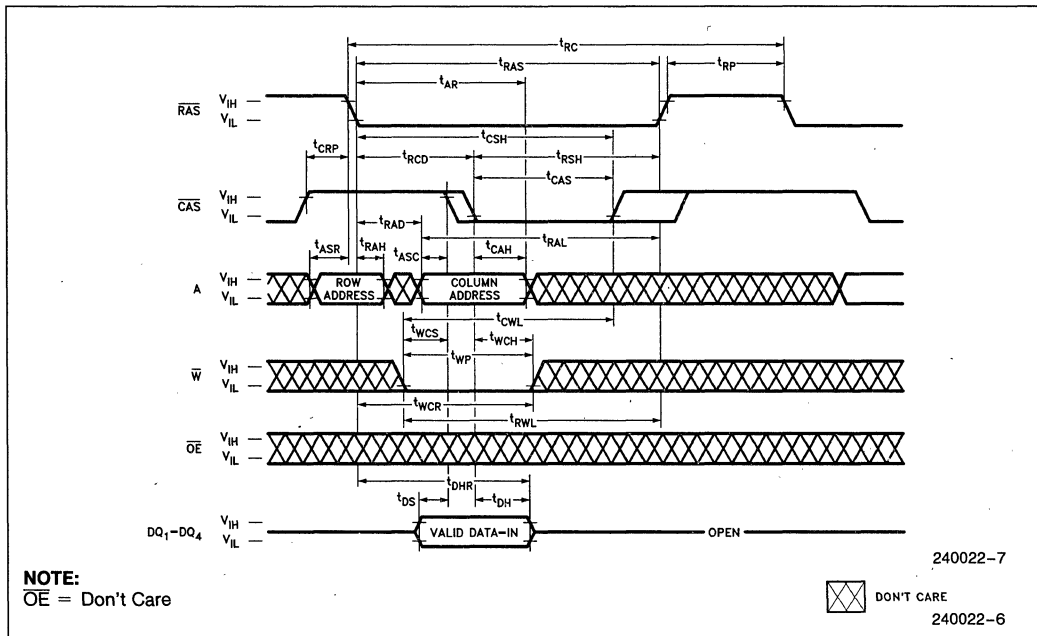 tRC
tRAS
tRP
tAR
RAS VIH
VIL
tCSH
tCRP
tRCD
tRSH
tCAS
CAS VIH
VIL
tRAD
tRAL
tASR
tRAH
tASC
tCAH
A VIH
VIL
ROW ADDRESS
COLUMN ADDRESS
tCWL
tWCS
tWCH
tWP
W VIH
VIL
tWCR
tRWL
OE VIH
VIL
tDHR
tDS
tDH
DQ1–DQ4 VIH
VIL
VALID DATA-IN
OPEN
240022–7
NOTE:
OE = Don't Care
DON'T CARE
240022–6